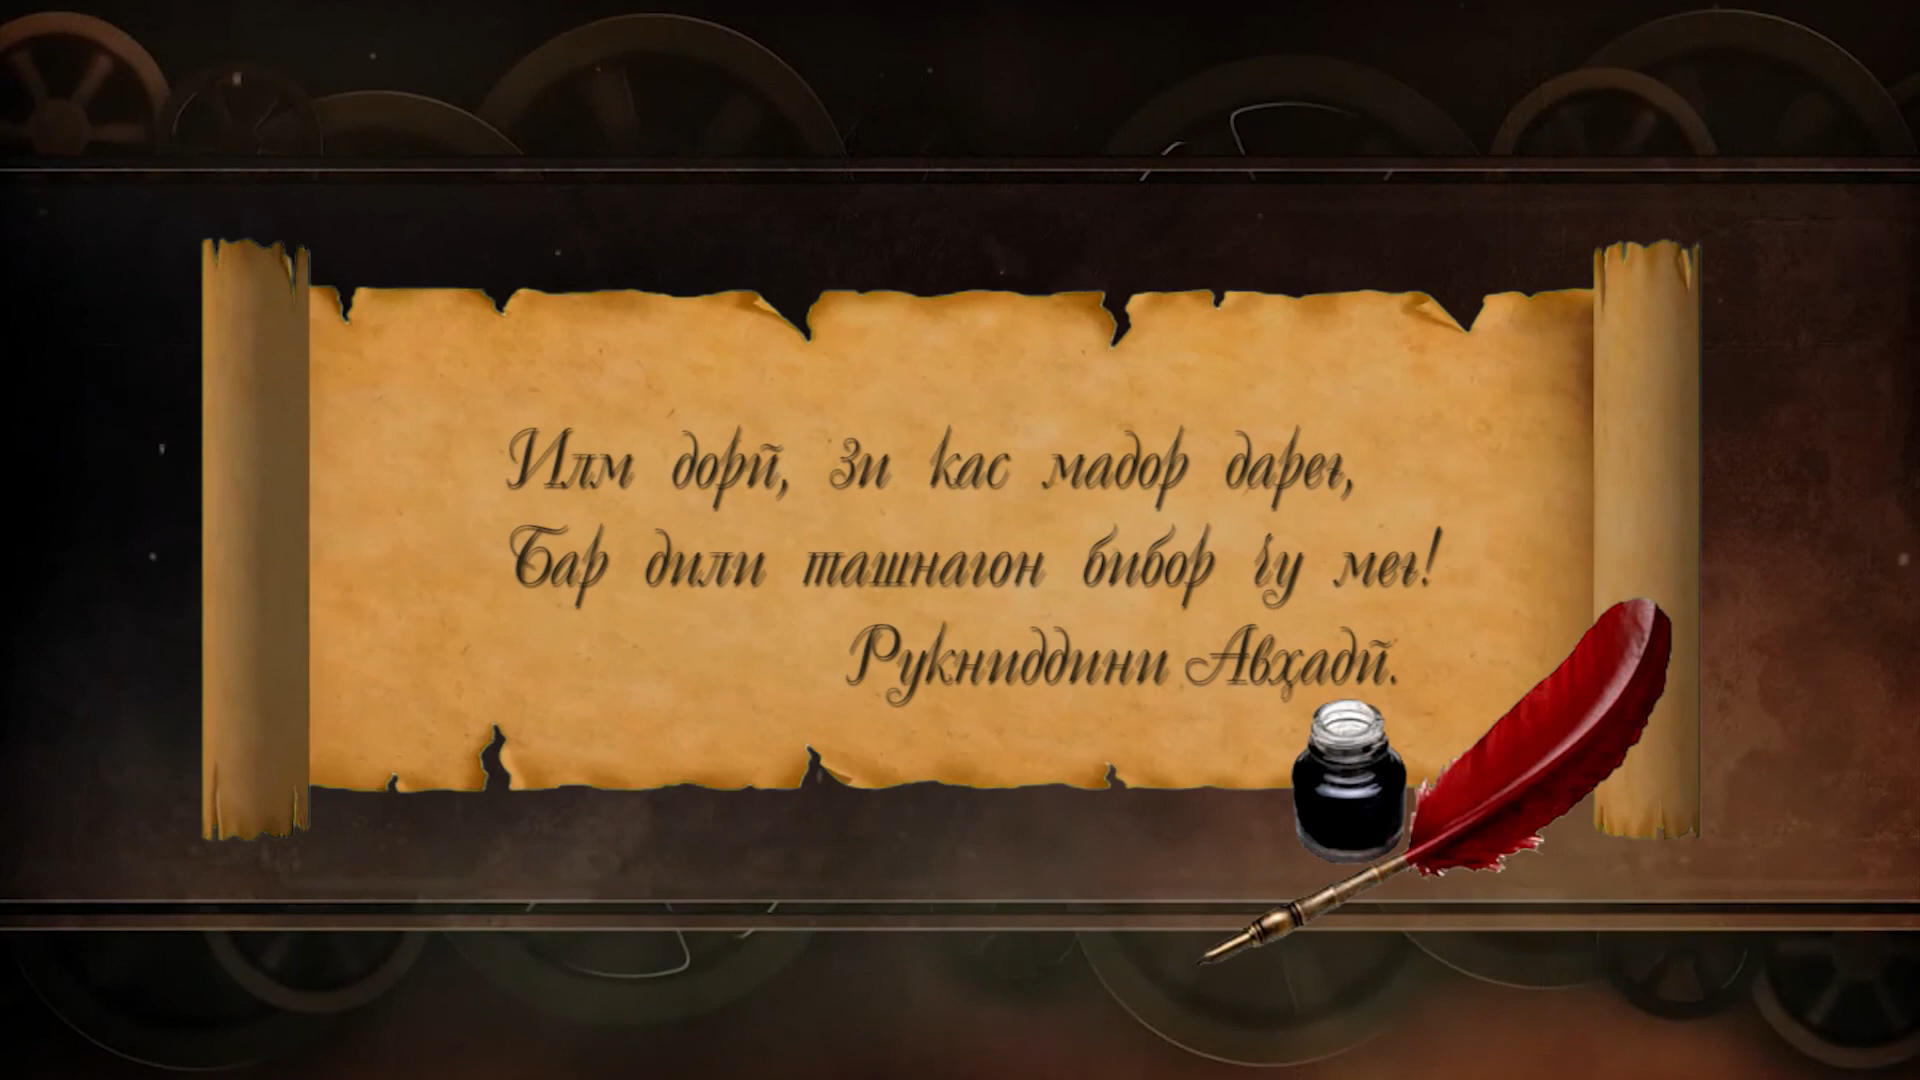 Илм дорӣ, зи кас мадор дареғ,
Бар дили ташнагон бибор чу меғ!
Рукниддини Авҳадӣ.